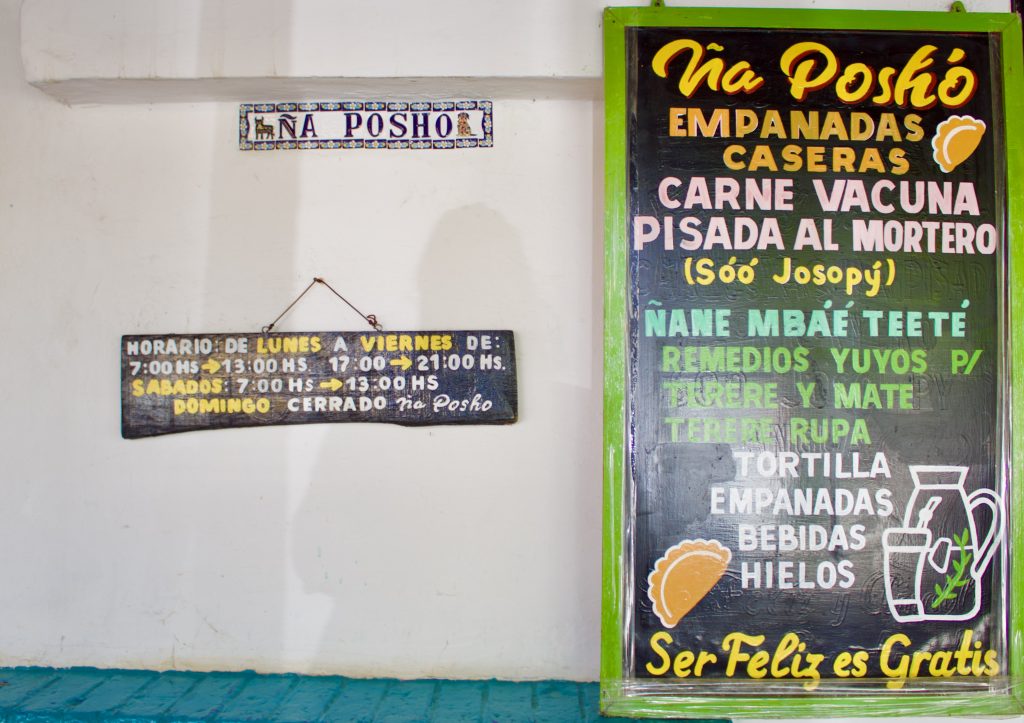 ÑA POSHO
HORARIO DE LUNES A VIERNES DE:
7:00 HS → 13:00 HS. 17:00 → 21:00 HS.
SABADOS: 7:00 HS → 13:00 HS
DOMINGO CERRADO Ña Posho
Ña Poshó
EMPANADAS
CASERAS
CARNE VACUNA
PISADA AL MORTERO
(Sóó Josopý)
ÑANE MBAÉ TEETÉ
REMEDIOS YUYOS P/
TERERE Y MATE
TERERE RUPA
TORTILLA
EMPANADAS
BEBIDAS
HIELOS
Ser Feliz es Gratis